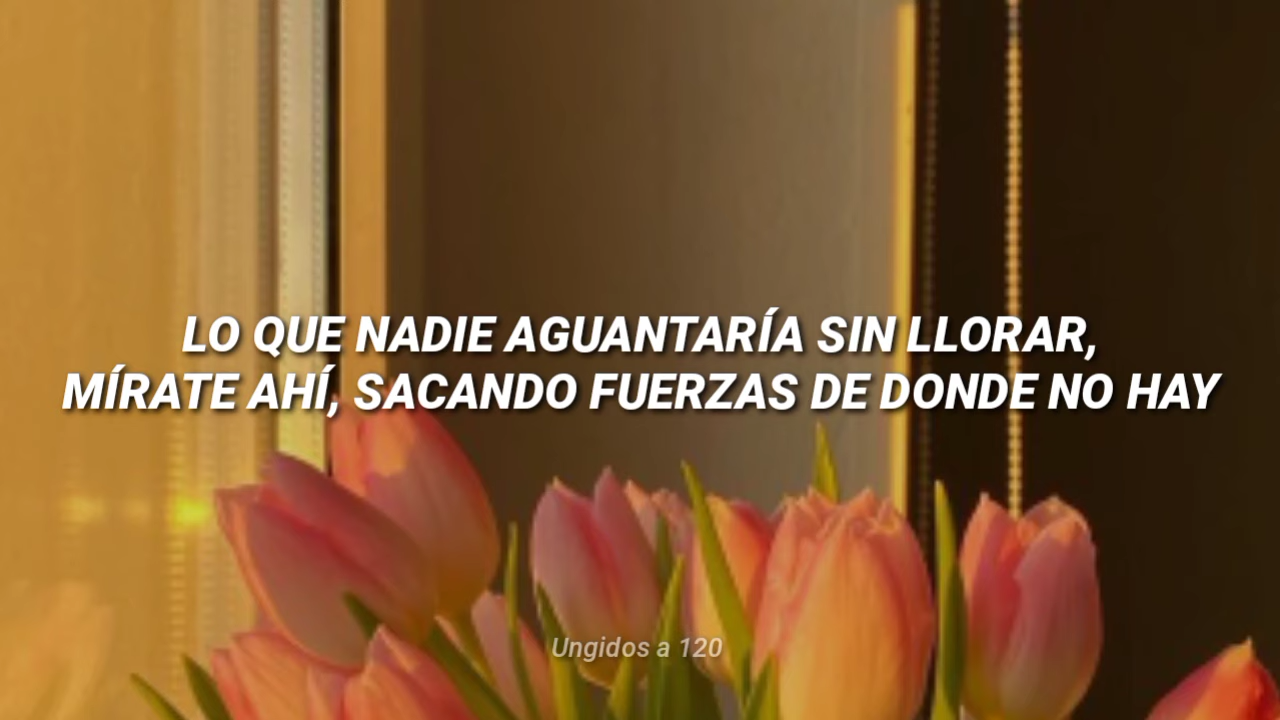 LO QUE NADIE AGUANTARÍA SIN LLORAR,
MÍRATE AHÍ, SACANDO FUERZAS DE DONDE NO HAY
Ungidos a 120